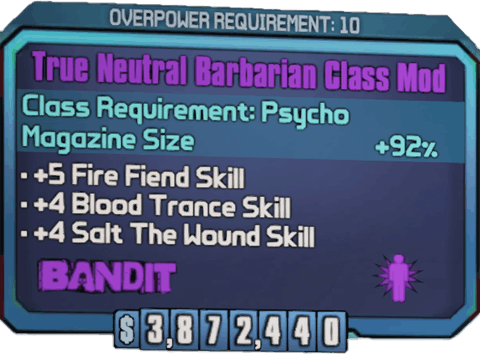 OVERPOWER REQUIREMENT: 10
True Neutral Barbarian Class Mod
Class Requirement: Psycho
Magazine Size +92%
• +5 Fire Fiend Skill
• +4 Blood Trance Skill
• +4 Salt The Wound Skill
BANDIT
$ 3,872,440